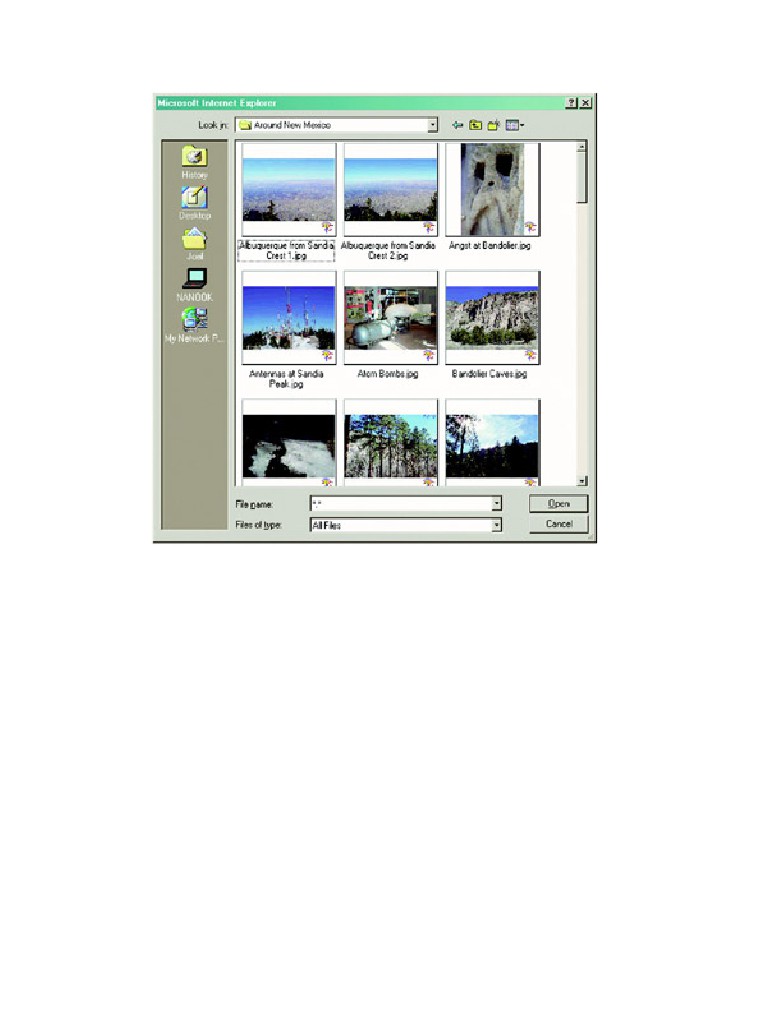 Microsoft Internet Explorer
Look in: Around New Mexico
History
Desktop
Joel
NANOOK
My Network P...
Albuquerque from Sandia
Crest 1.jpg
Albuquerque from Sandia
Crest 2.jpg
Angst at Bandolier.jpg
Antennas at Sandia
Peak.jpg
Atom Bombs.jpg
Bandolier Caves.jpg
File name: *.*
Open
Files of type: All Files
Cancel